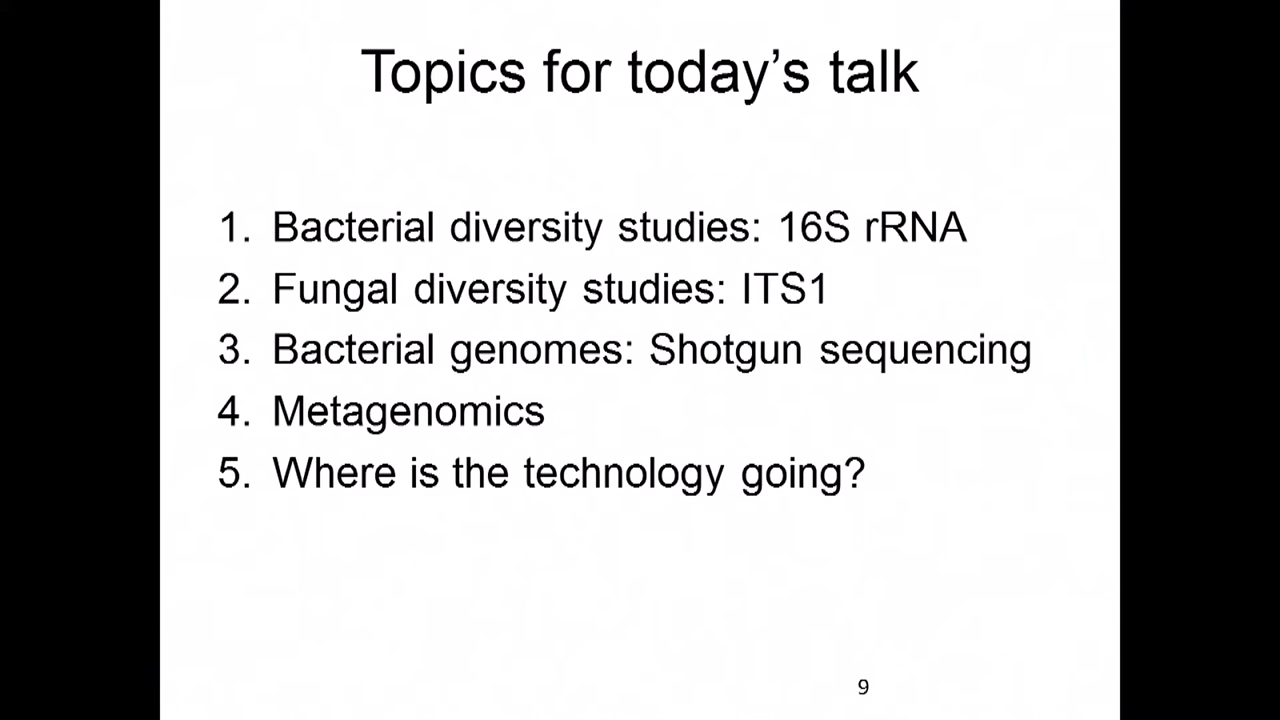 Topics for today’s talk
1. Bacterial diversity studies: 16S rRNA
2. Fungal diversity studies: ITS1
3. Bacterial genomes: Shotgun sequencing
4. Metagenomics
5. Where is the technology going?
9